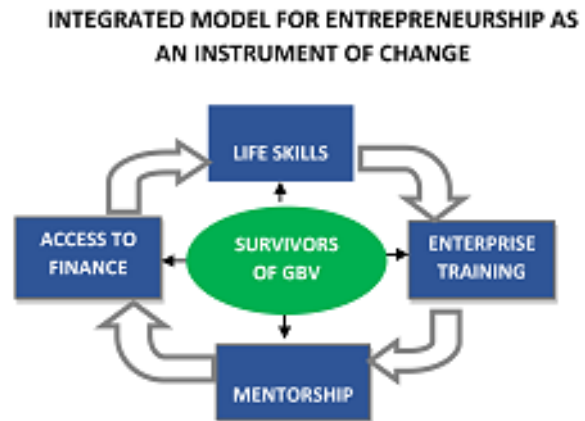 INTEGRATED MODEL FOR ENTREPRENEURSHIP AS
AN INSTRUMENT OF CHANGE
LIFE SKILLS
ACCESS TO
FINANCE
SURVIVORS
OF GBV
ENTERPRISE
TRAINING
MENTORSHIP